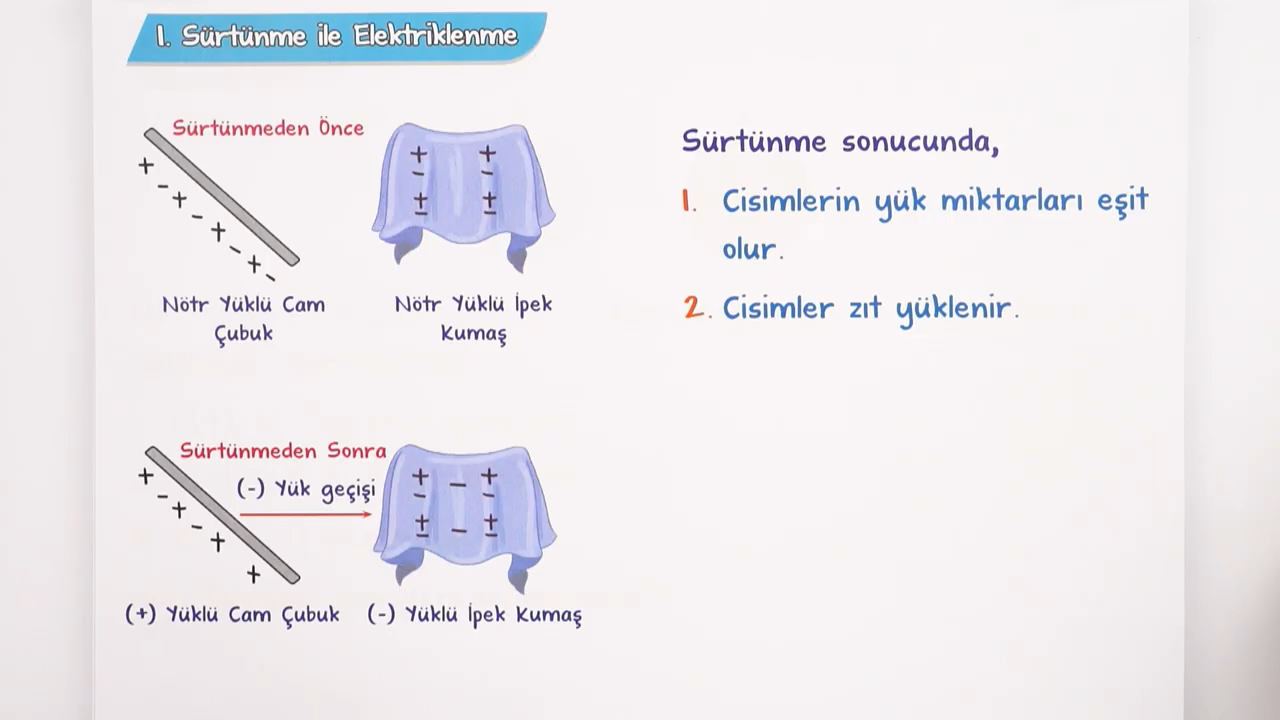 1. Sürtünme ile Elektriklenme
Sürtünmeden Önce
+ - + - + - + -
+ +
- -
+ +
- -
Nötr Yüklü Cam
Çubuk
Nötr Yüklü İpek
Kumaş
Sürtünmeden Sonra
(-) Yük geçişi
+ - + - + +
+ - +
- -
+ - +
- -
(+) Yüklü Cam Çubuk
(-) Yüklü İpek Kumaş
Sürtünme sonucunda,
1. Cisimlerin yük miktarları eşit
olur.
2. Cisimler zıt yüklenir.